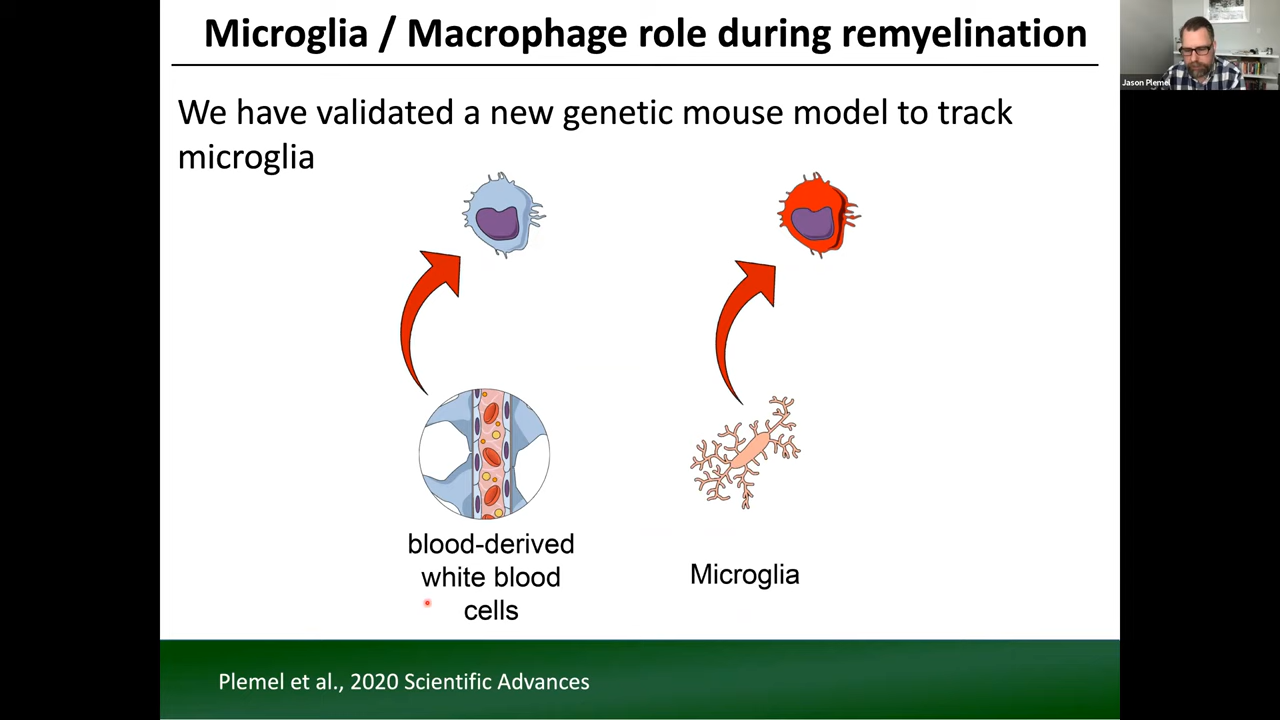 Microglia / Macrophage role during remyelination
Jason Plemel
We have validated a new genetic mouse model to track
microglia
blood-derived
white blood
cells
Microglia
Plemel et al., 2020 Scientific Advances